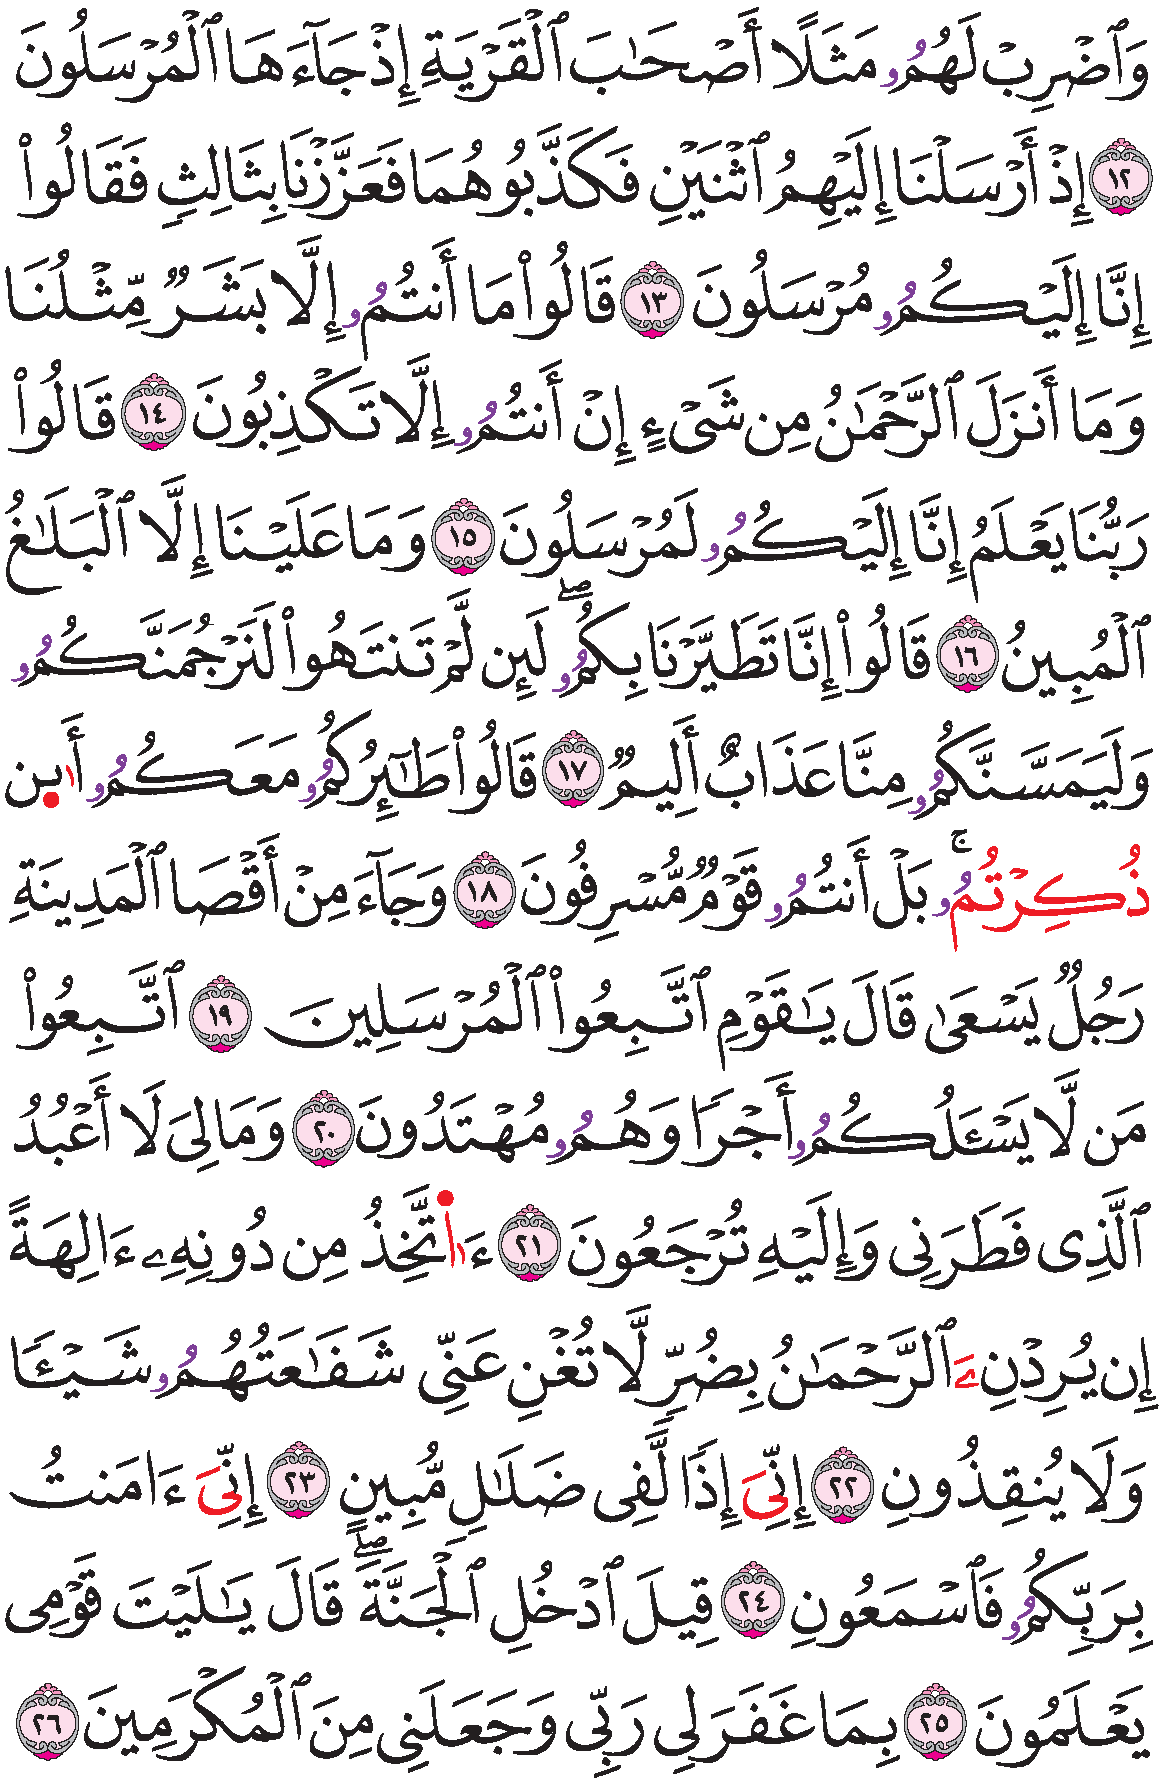 وَٱضۡرِبۡ لَهُمُۥ مَثَلًا أَصۡحَٰبَ ٱلۡقَرۡيَةِ إِذۡ جَآءَهَا ٱلۡمُرۡسَلُونَ
١٢ إِذۡ أَرۡسَلۡنَا إِلَيۡهِمُ ٱثۡنَيۡنِ فَكَذَّبُوهُمَا فَعَزَّزۡنَا بِثَالِثٍ فَقَالُوٓاْ
إِنَّا إِلَيۡكُمُۥ مُرۡسَلُونَ ١٣ قَالُواْ مَا أَنتُمُۥ إِلَّا بَشَرٌ مِّثۡلُنَا
وَمَا أَنزَلَ ٱلرَّحۡمَٰنُ مِن شَيۡءٍ إِنۡ أَنتُمُۥ إِلَّا تَكۡذِبُونَ ١٤ قَالُواْ
رَبُّنَا يَعۡلَمُ إِنَّا إِلَيۡكُمُۥ لَمُرۡسَلُونَ ١٥ وَمَا عَلَيۡنَا إِلَّا ٱلۡبَلَٰغُ
ٱلۡمُبِينُ ١٦ قَالُواْ إِنَّا تَطَيَّرۡنَا بِكُمُۥۖ لَئِن لَّمۡ تَنتَهُواْ لَنَرۡجُمَنَّكُمُۥ
وَلَيَمَسَّنَّكُمُۥ مِنَّا عَذَابٌ أَلِيمٌ ١٧ قَالُواْ طَٰٓئِرُكُمُۥ مَعَكُمُۥ أَاٜين
ذُكِرۡتُمُۥۚ بَلۡ أَنتُمُۥ قَوۡمٌ مُّسۡرِفُونَ ١٨ وَجَآءَ مِنۡ أَقۡصَا ٱلۡمَدِينَةِ
رَجُلٌ يَسۡعَىٰ قَالَ يَٰقَوۡمِ ٱتَّبِعُواْ ٱلۡمُرۡسَلِينَ ١٩ ٱتَّبِعُواْ
مَن لَّا يَسۡـَٔلُكُمُۥ أَجۡرًا وَهُمُۥ مُهۡتَدُونَ ٢٠ وَمَا لِيَ لَا أَعۡبُدُ
ٱلَّذِي فَطَرَنِي وَإِلَيۡهِ تُرۡجَعُونَ ٢١ ءَا۬تَّخِذُ مِن دُونِهِۦ ءَالِهَةً
إِن يُرِدۡنِۦَ ٱلرَّحۡمَٰنُ بِضُرٍّ لَّا تُغۡنِ عَنِّي شَفَٰعَتُهُمُۥ شَيۡـًٔا
وَلَا يُنقِذُونِ ٢٢ إِنِّيَ إِذًا لَّفِي ضَلَٰلٍ مُّبِينٍ ٢٣ إِنِّيَ ءَامَنتُ
بِرَبِّكُمُۥ فَٱسۡمَعُونِ ٢٤ قِيلَ ٱدۡخُلِ ٱلۡجَنَّةَۖ قَالَ يَٰلَيۡتَ قَوۡمِي
يَعۡلَمُونَ ٢٥ بِمَا غَفَرَ لِي رَبِّي وَجَعَلَنِي مِنَ ٱلۡمُكۡرَمِينَ ٢٦